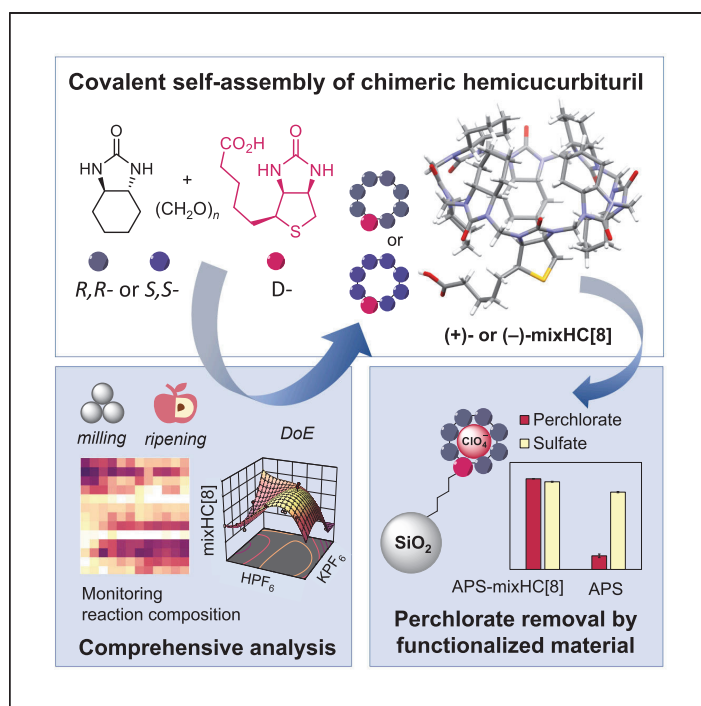 Covalent self-assembly of chimeric hemicucurbituril
O
HN
NH
+
(CH₂O)ₙ
CO₂H
O
HN
NH
S
or
R,R- or S,S-
D-
(+)- or (–)-mixHC[8]
milling
ripening
DoE
mixHC[8]
HPF₆
KPF₆
Monitoring
reaction composition
Comprehensive analysis
Perchlorate
Sulfate
ClO₄⁻
SiO₂
APS-mixHC[8]
APS
Perchlorate removal by
functionalized material